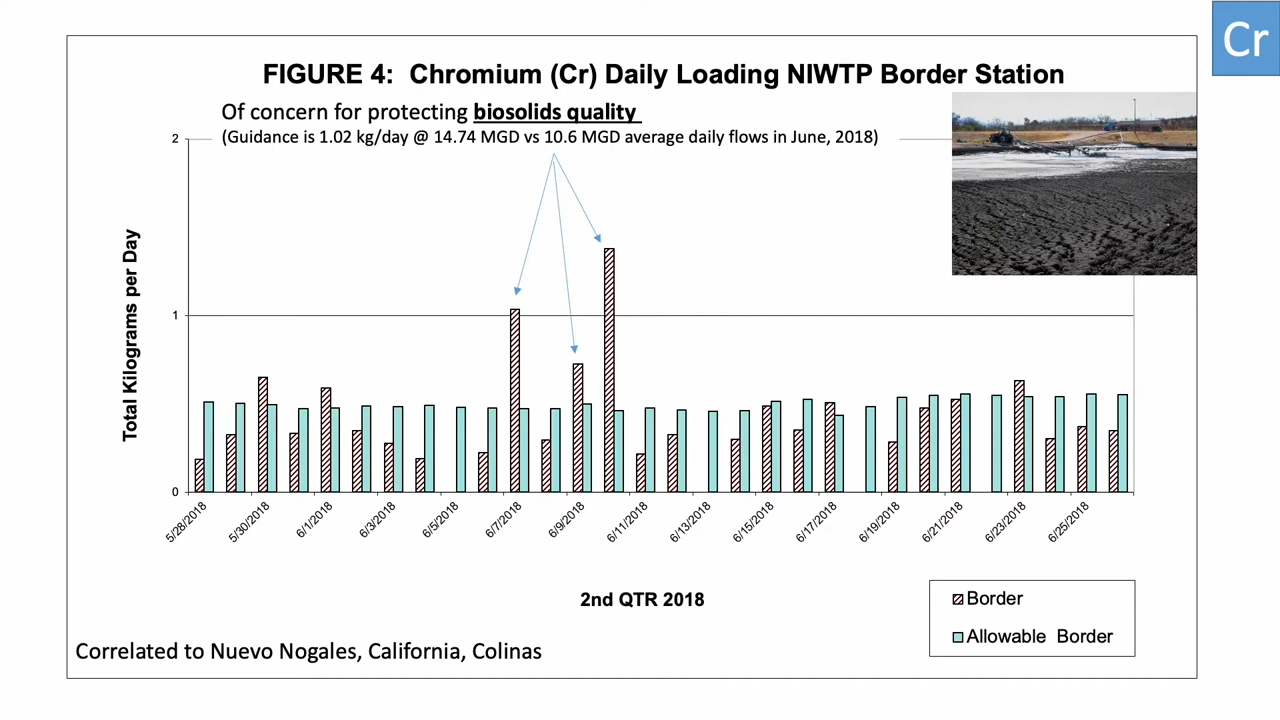 Cr
FIGURE 4: Chromium (Cr) Daily Loading NIWTP Border Station
Of concern for protecting biosolids quality
(Guidance is 1.02 kg/day @ 14.74 MGD vs 10.6 MGD average daily flows in June, 2018)
Total Kilograms per Day
2
1
0
5/28/2018
5/30/2018
6/1/2018
6/3/2018
6/5/2018
6/7/2018
6/9/2018
6/11/2018
6/13/2018
6/15/2018
6/17/2018
6/19/2018
6/21/2018
6/23/2018
6/25/2018
2nd QTR 2018
Border
Allowable Border
Correlated to Nuevo Nogales, California, Colinas